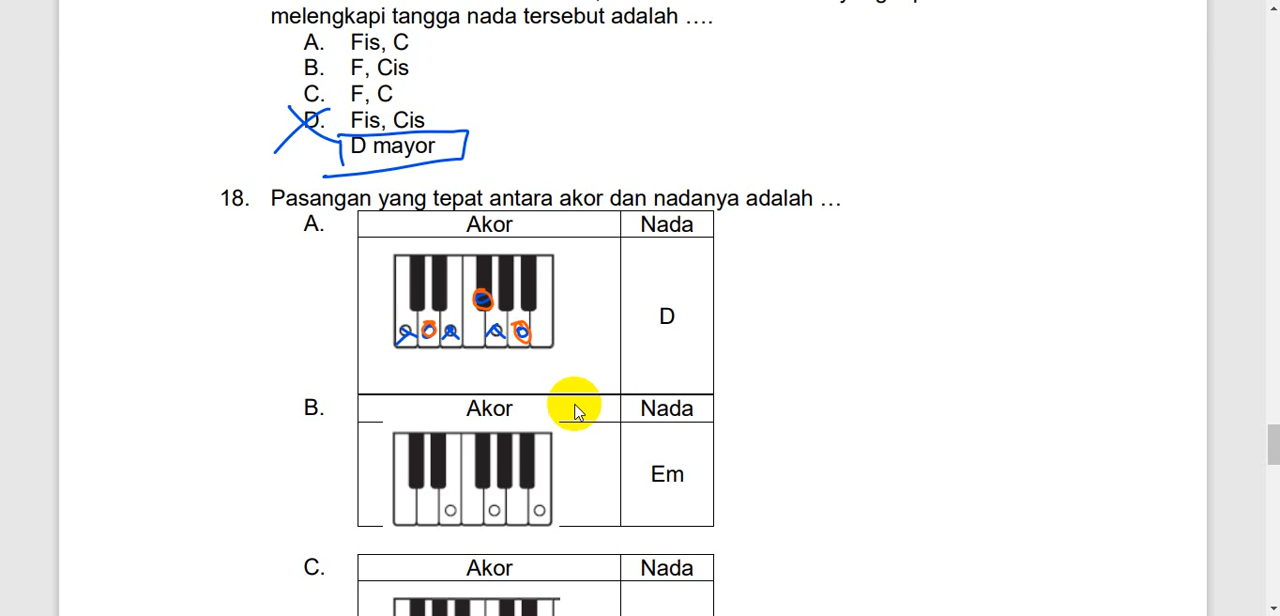 melengkapi tangga nada tersebut adalah ….
A. Fis, C
B. F, Cis
C. F, C
D. Fis, Cis
D mayor
18. Pasangan yang tepat antara akor dan nadanya adalah …
A. Akor Nada
D
B. Akor Nada
Em
C. Akor Nada